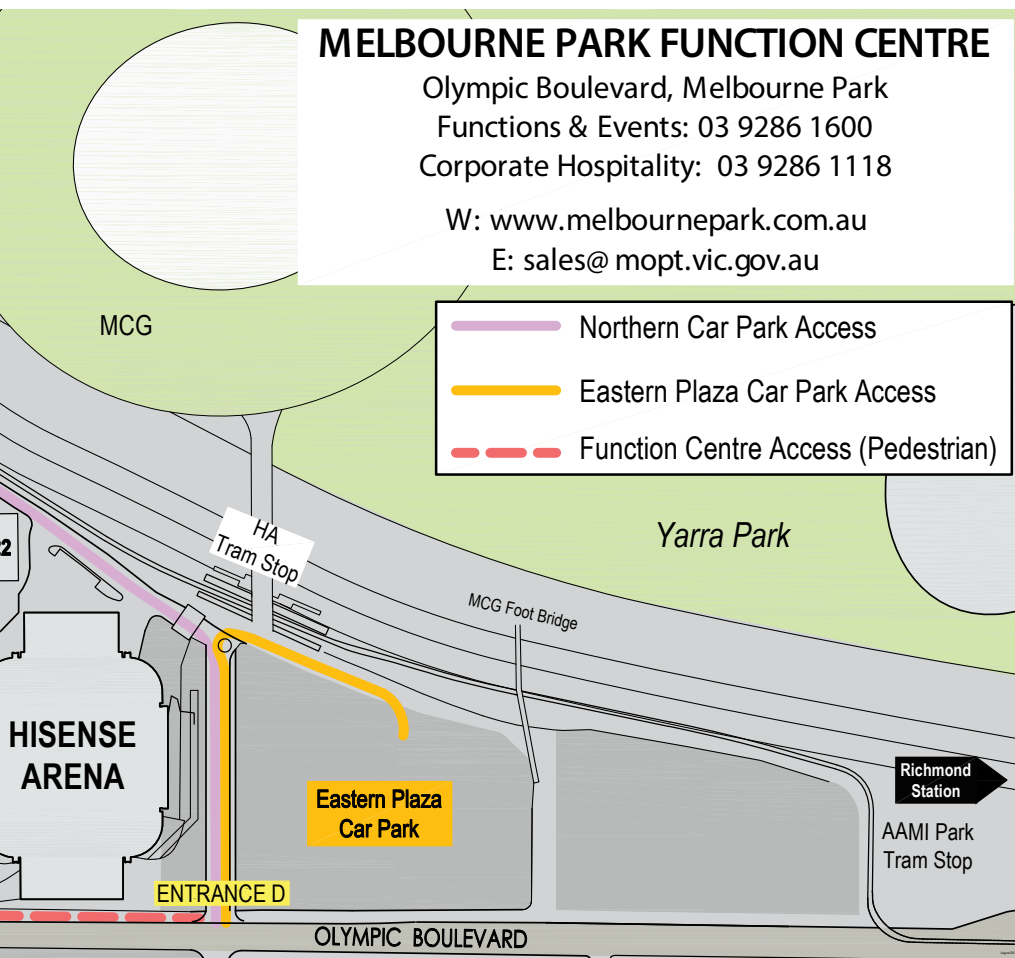 MELBOURNE PARK FUNCTION CENTRE
Olympic Boulevard, Melbourne Park
Functions & Events: 03 9286 1600
Corporate Hospitality: 03 9286 1118
W: www.melbournepark.com.au
E: sales@ mopt.vic.gov.au
MCG
Northern Car Park Access
Eastern Plaza Car Park Access
Function Centre Access (Pedestrian)
Yarra Park
HA
Tram Stop
MCG Foot Bridge
HISENSE
ARENA
Eastern Plaza
Car Park
Richmond
Station
AAMI Park
Tram Stop
ENTRANCE D
OLYMPIC BOULEVARD